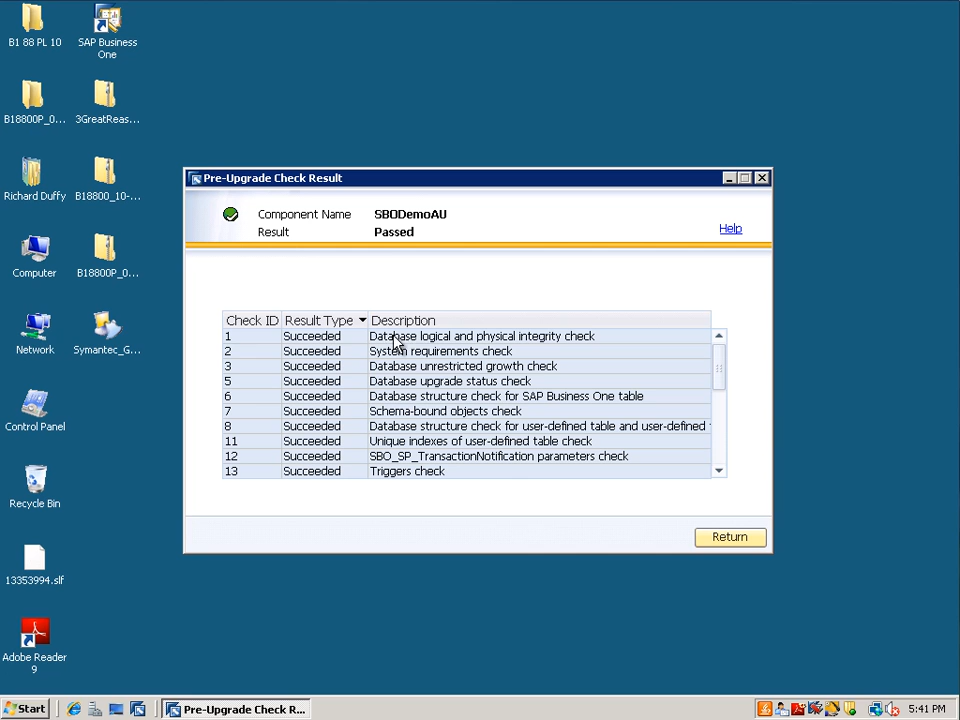 B1 88 PL 10
SAP Business
One
B18800P_0...
3GreatReas...
Richard Duffy
B18800_10-...
Computer
B18800P_0...
Network
Symantec_G...
Control Panel
Recycle Bin
13353994.slf
Adobe Reader
9
Pre-Upgrade Check Result
Component Name SBODemoAU
Result Passed
Help
Check ID Result Type Description
1 Succeeded Database logical and physical integrity check
2 Succeeded System requirements check
3 Succeeded Database unrestricted growth check
5 Succeeded Database upgrade status check
6 Succeeded Database structure check for SAP Business One table
7 Succeeded Schema-bound objects check
8 Succeeded Database structure check for user-defined table and user-defined
11 Succeeded Unique indexes of user-defined table check
12 Succeeded SBO_SP_TransactionNotification parameters check
13 Succeeded Triggers check
Return
Start
Pre-Upgrade Check R...
5:41 PM